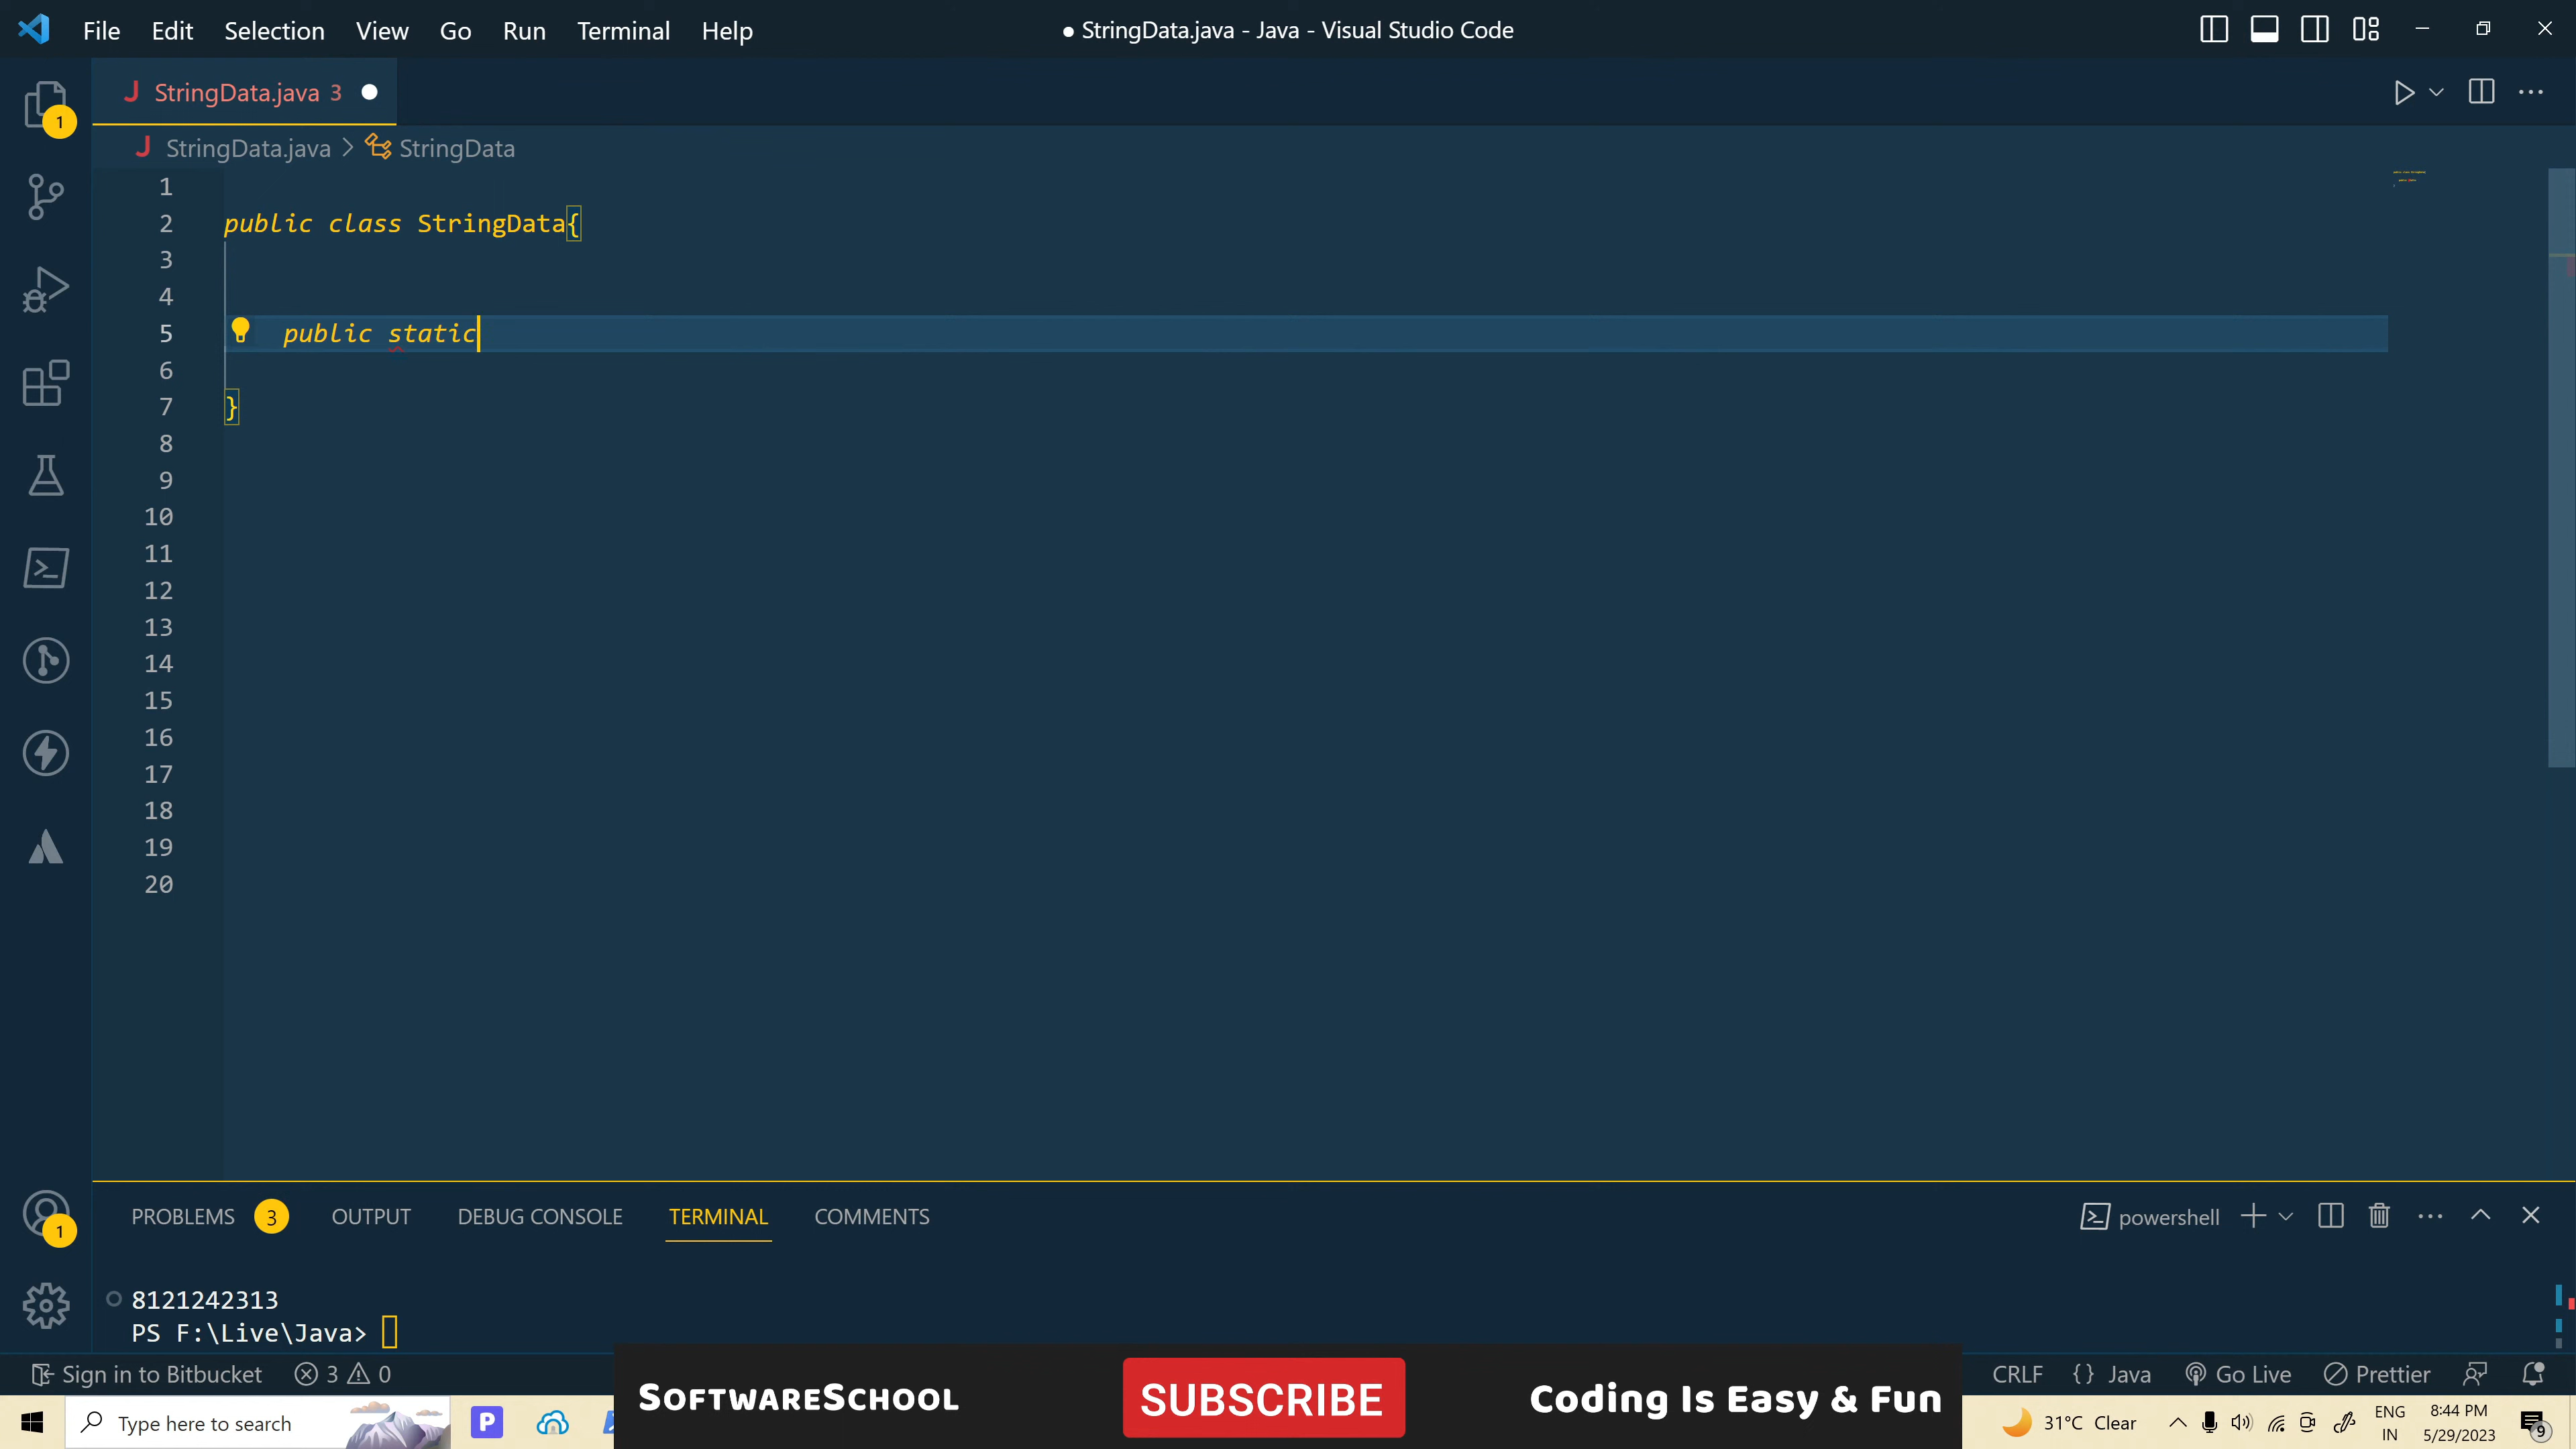 File Edit Selection View Go Run Terminal Help
● StringData.java - Java - Visual Studio Code
1
J StringData.java 3 ●
J StringData.java > StringData
1
2 public class StringData{
3
4
5 public static
6
7 }
8
9
10
11
12
13
14
15
16
17
18
19
20
1
PROBLEMS 3 OUTPUT DEBUG CONSOLE TERMINAL COMMENTS
powershell
8121242313
PS F:\Live\Java>
Sign in to Bitbucket 3 0
CRLF {} Java Go Live Prettier
Type here to search
P
SOFTWARESCHOOL
SUBSCRIBE
Coding Is Easy & Fun
31°C Clear
ENG
IN
8:44 PM
5/29/2023
9